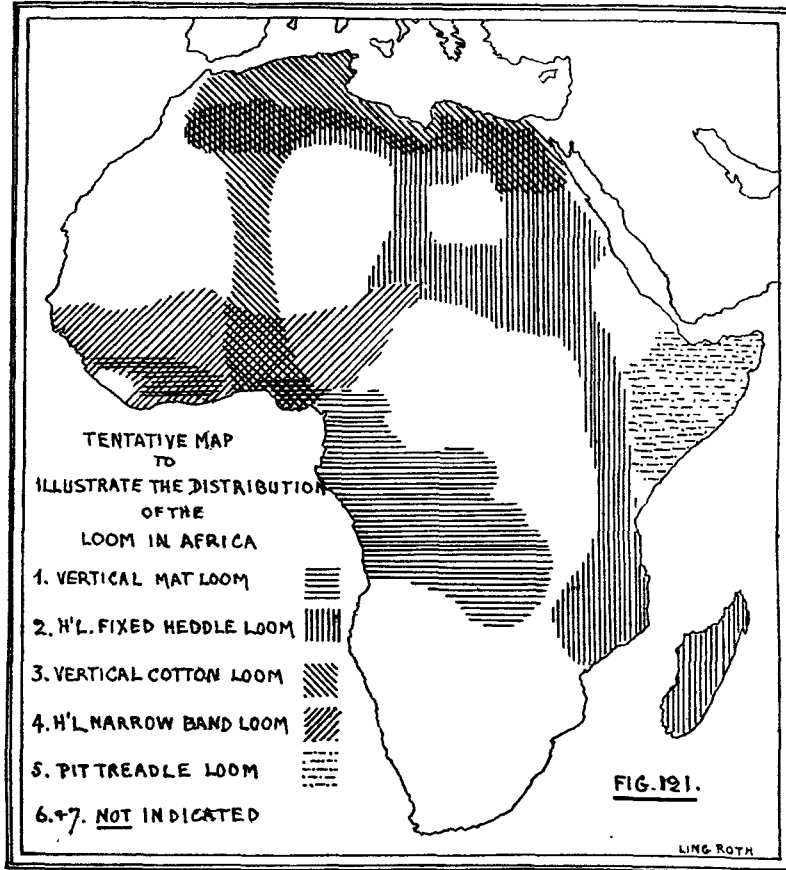 TENTATIVE MAP
TO
ILLUSTRATE THE DISTRIBUTION
OF THE
LOOM IN AFRICA
1. VERTICAL MAT LOOM
2. H'L. FIXED HEDDLE LOOM
3. VERTICAL COTTON LOOM
4. H'L NARROW BAND LOOM
5. PIT TREADLE LOOM
6.&7. NOT INDICATED
FIG. 121.
LING ROTH